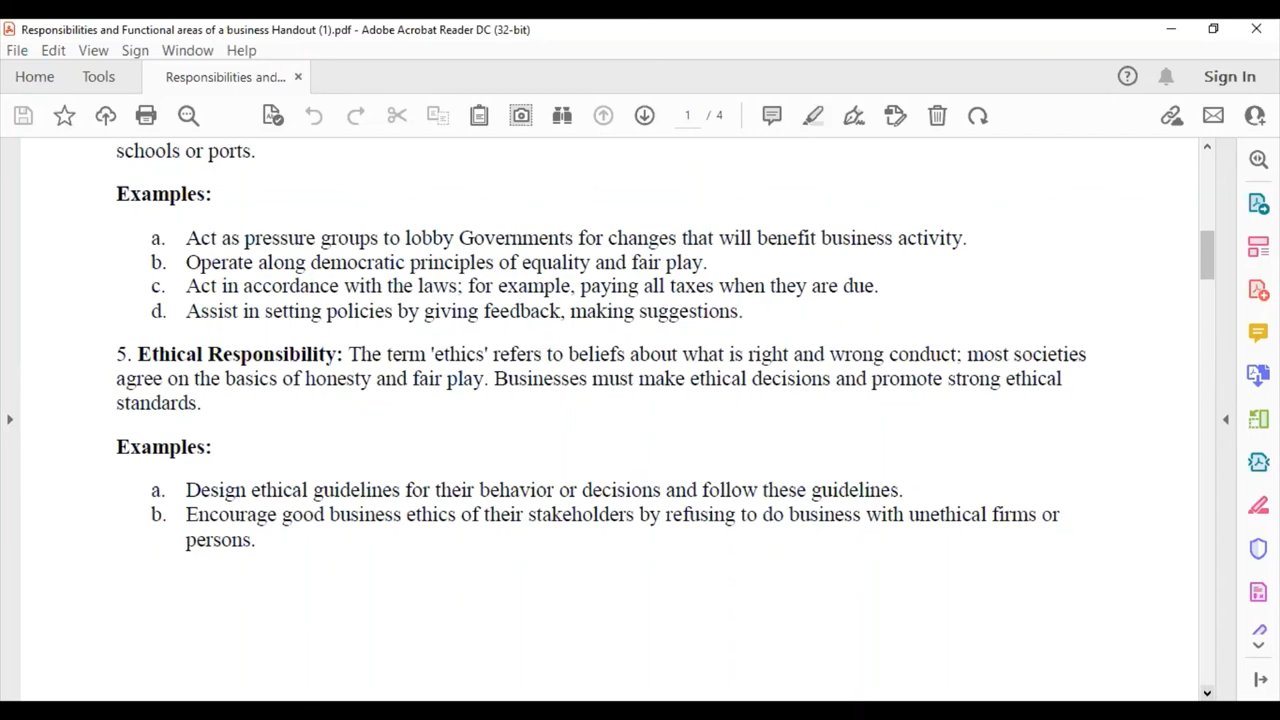 Responsibilities and Functional areas of a business Handout (1).pdf - Adobe Acrobat Reader DC (32-bit)
File Edit View Sign Window Help
Home Tools Responsibilities and... × Sign In
1 / 4
schools or ports.
Examples:
a. Act as pressure groups to lobby Governments for changes that will benefit business activity.
b. Operate along democratic principles of equality and fair play.
c. Act in accordance with the laws; for example, paying all taxes when they are due.
d. Assist in setting policies by giving feedback, making suggestions.
5. Ethical Responsibility: The term 'ethics' refers to beliefs about what is right and wrong conduct; most societies
agree on the basics of honesty and fair play. Businesses must make ethical decisions and promote strong ethical
standards.
Examples:
a. Design ethical guidelines for their behavior or decisions and follow these guidelines.
b. Encourage good business ethics of their stakeholders by refusing to do business with unethical firms or
persons.